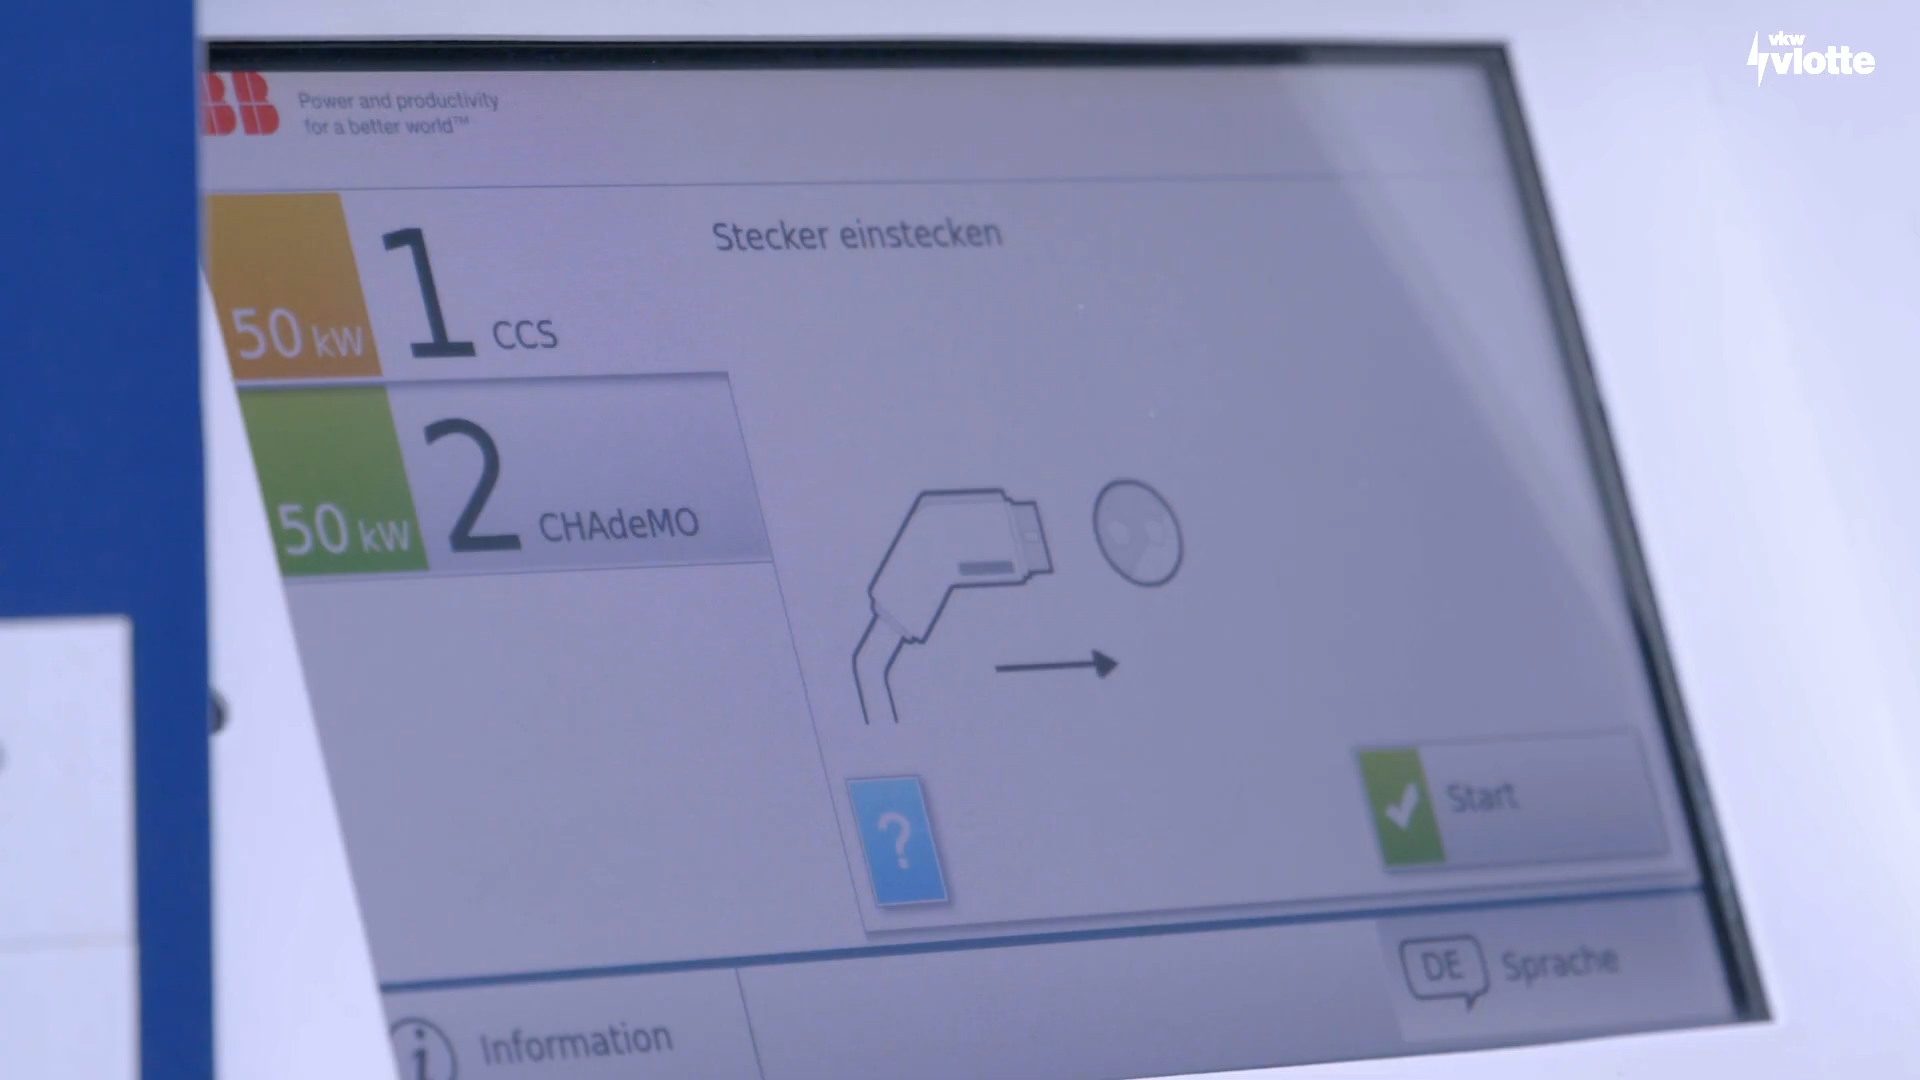 vkw
vlotte
BB
Power and productivity
for a better world™
Stecker einstecken
50 kW
1 CCS
50 kW
2 CHAdeMO
?
Start
DE Sprache
i Information